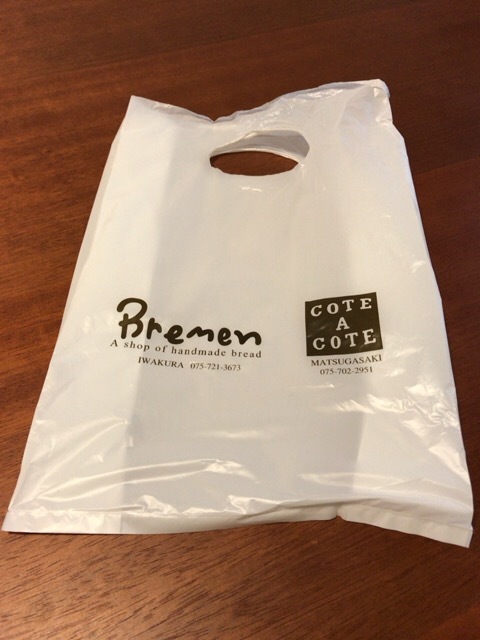 Bremen
A shop of handmade bread
IWAKURA 075-721-3673
COTE
A
COTE
MATSUGASAKI
075-702-2951